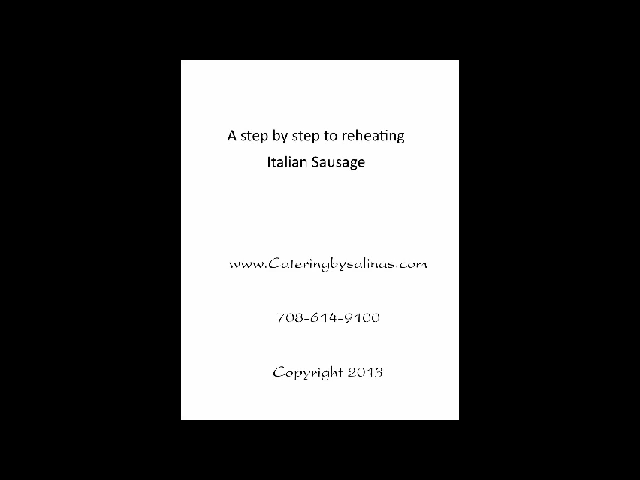 A step by step to reheating
Italian Sausage
www.Cateringbysalinas.com
708-614-9100
Copyright 2013